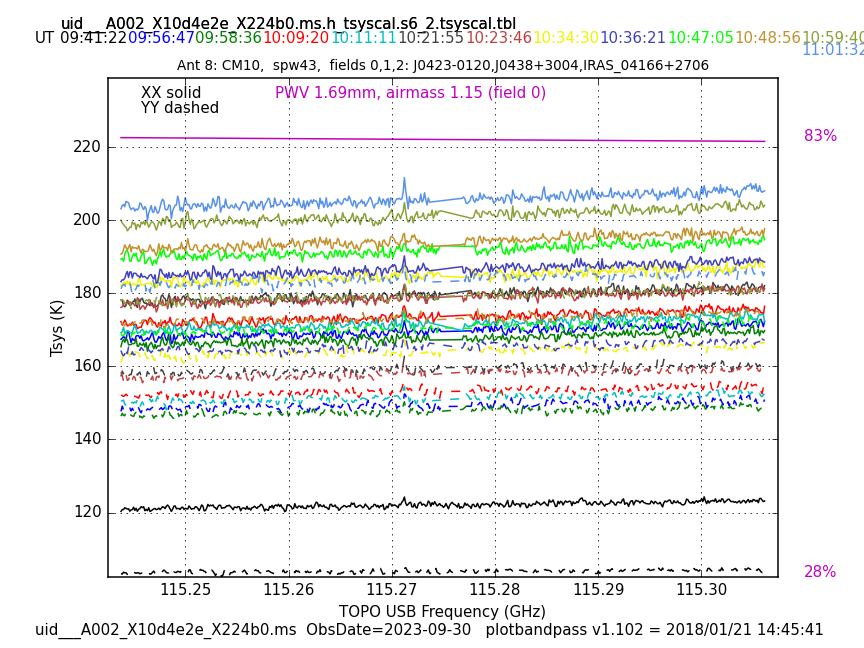 uid___A002_X10d4e2e_X224b0.ms.h_tsyscal.s6_2.tsyscal.tbl
UT 09:41:22 09:56:47 09:58:36 10:09:20 10:11:11 10:21:55 10:23:46 10:34:30 10:36:21 10:47:05 10:48:56 10:59:40
11:01:32
Ant 8: CM10,  spw43,  fields 0,1,2: J0423-0120,J0438+3004,IRAS_04166+2706
XX solid
PWV 1.69mm, airmass 1.15 (field 0)
YY dashed
83%
220
200
180
160
140
120
Tsys (K)
28%
115.25 115.26 115.27 115.28 115.29 115.30
TOPO USB Frequency (GHz)
uid___A002_X10d4e2e_X224b0.ms  ObsDate=2023-09-30   plotbandpass v1.102 = 2018/01/21 14:45:41